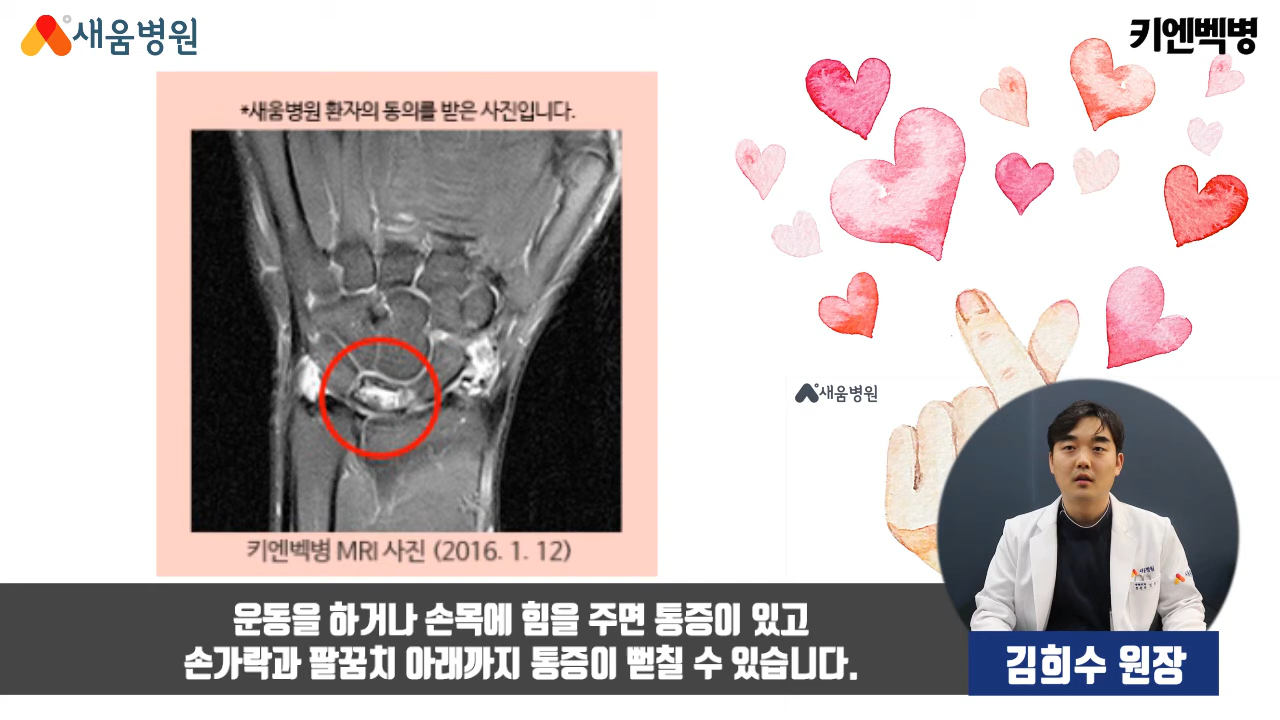 새움병원
키엔벡병
*새움병원 환자의 동의를 받은 사진입니다.
키엔벡병 MRI 사진 (2016. 1. 12)
새움병원
운동을 하거나 손목에 힘을 주면 통증이 있고
손가락과 팔꿈치 아래까지 통증이 뻗칠 수 있습니다.
김희수 원장